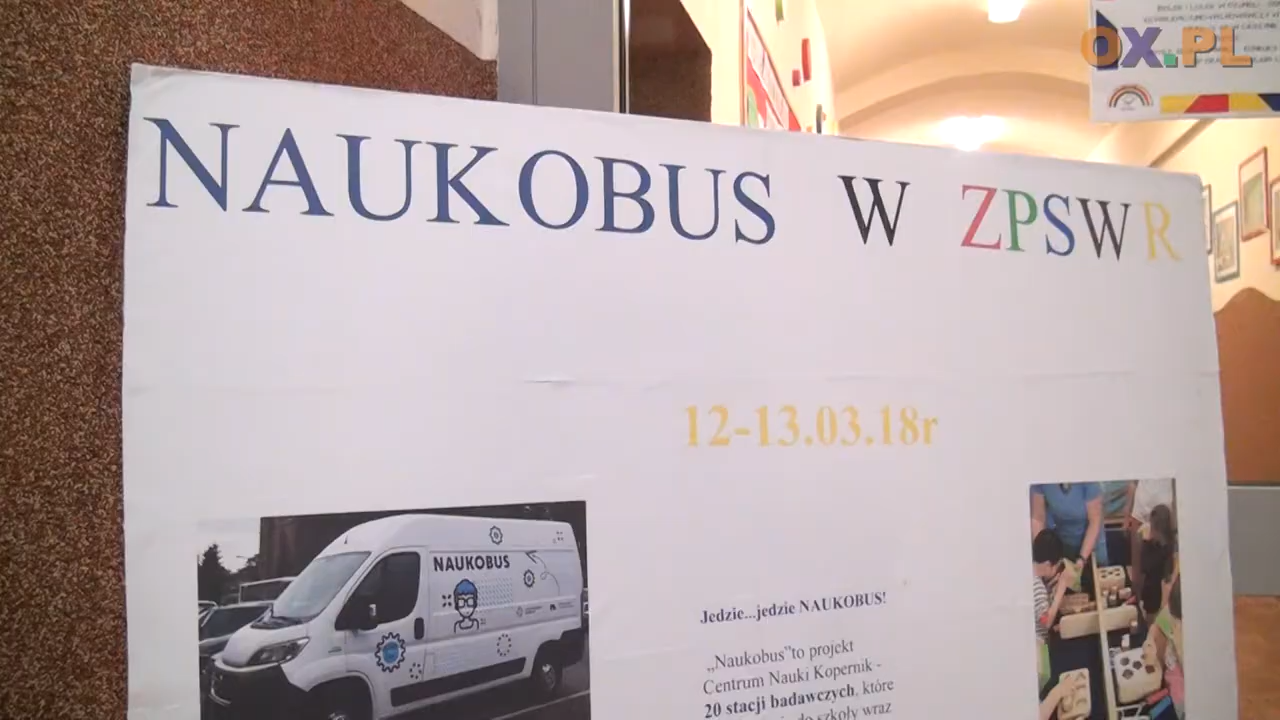 OX.PL
NAUKOBUS W ZPSWR
12-13.03.18r
NAUKOBUS
Jedzie...jedzie NAUKOBUS!
„Naukobus”to projekt
Centrum Nauki Kopernik -
20 stacji badawczych, które
do szkoły wraz